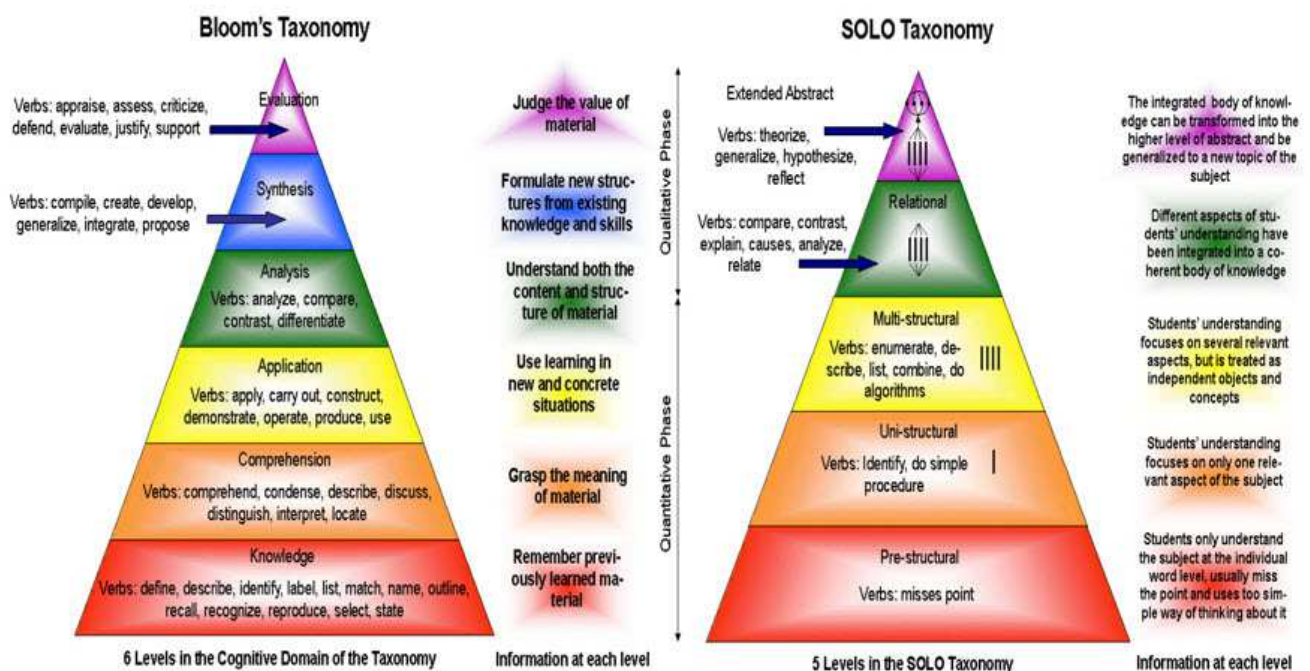 Bloom's Taxonomy
Evaluation
Verbs: appraise, assess, criticize,
defend, evaluate, justify, support
Judge the value of
material
Synthesis
Verbs: compile, create, develop,
generalize, integrate, propose
Formulate new struc-
tures from existing
knowledge and skills
Analysis
Verbs: analyze, compare,
contrast, differentiate
Understand both the
content and struc-
ture of material
Application
Verbs: apply, carry out, construct,
demonstrate, operate, produce, use
Use learning in
new and concrete
situations
Comprehension
Verbs: comprehend, condense, describe, discuss,
distinguish, interpret, locate
Grasp the meaning
of material
Knowledge
Verbs: define, describe, identify, label, list, match, name, outline,
recall, recognize, reproduce, select, state
Remember previ-
ously learned ma-
terial
6 Levels in the Cognitive Domain of the Taxonomy
Information at each level
SOLO Taxonomy
Qualitative Phase
Quantitative Phase
Extended Abstract
Verbs: theorize,
generalize, hypothesize,
reflect
The integrated body of knowl-
edge can be transformed into the
higher level of abstract and be
generalized to a new topic of the
subject
Relational
Verbs: compare, contrast,
explain, causes, analyze,
relate
Different aspects of stu-
dents' understanding have
been integrated into a co-
herent body of knowledge
Multi-structural
Verbs: enumerate, de-
scribe, list, combine, do
algorithms
Students' understanding
focuses on several relevant
aspects, but is treated as
independent objects and
concepts
Uni-structural
Verbs: Identify, do simple
procedure
Students' understanding
focuses on only one rele-
vant aspect of the subject
Pre-structural
Verbs: misses point
Students only understand
the subject at the individual
word level, usually miss
the point and uses too sim-
ple way of thinking about it
5 Levels in the SOLO Taxonomy
Information at each level